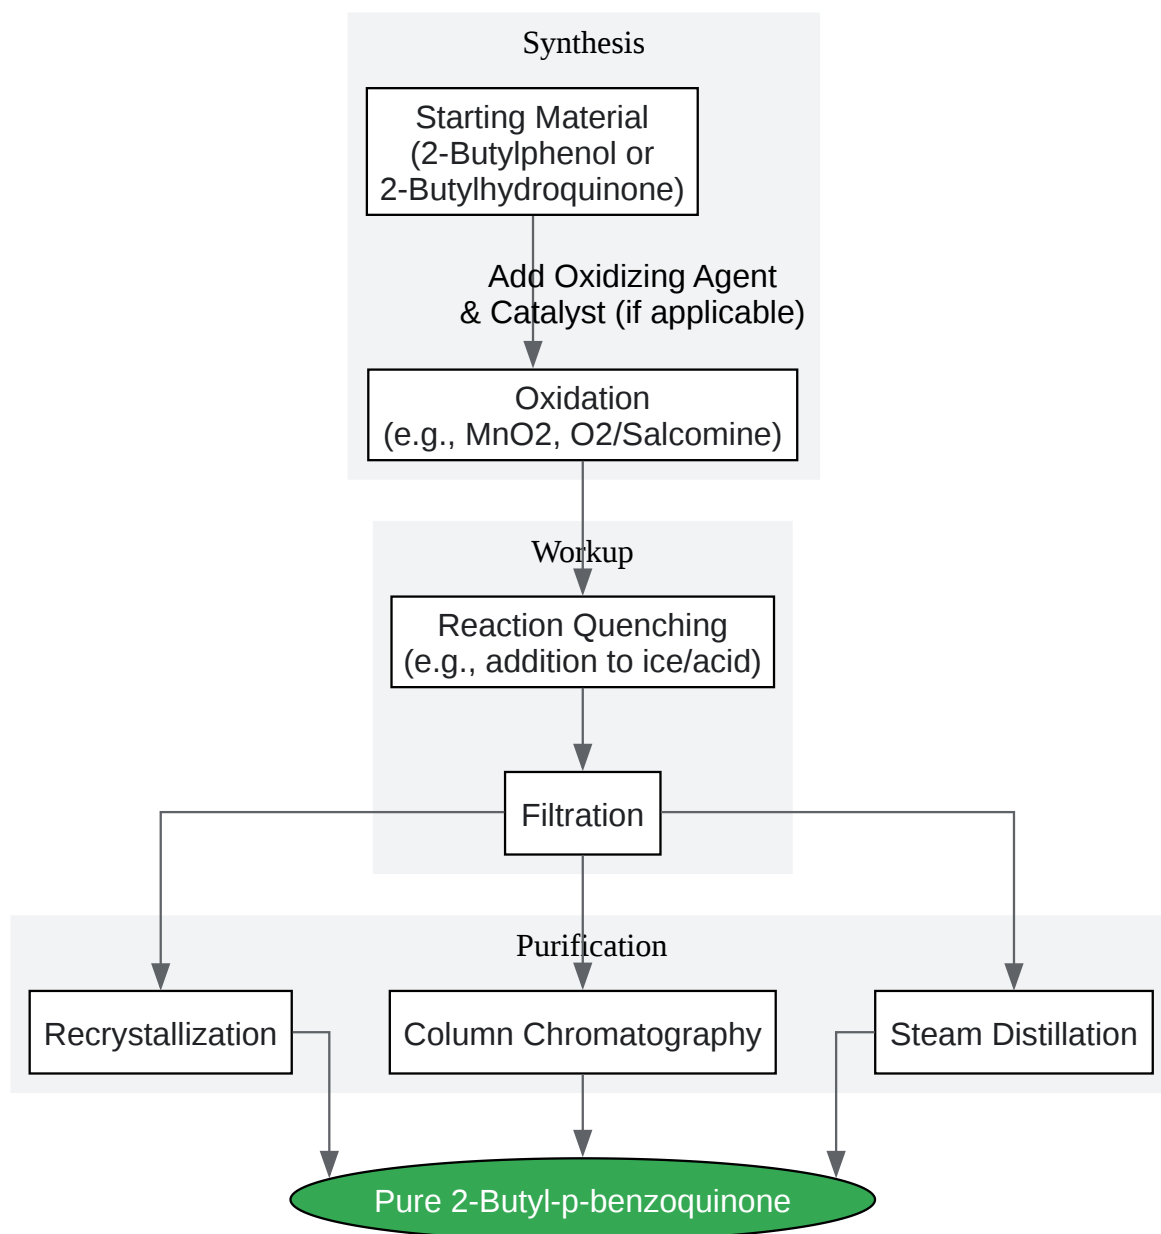 Synthesis
Starting Material
(2-Butylphenol or
2-Butylhydroquinone)
Add Oxidizing Agent
& Catalyst (if applicable)
Oxidation
(e.g., MnO2, O2/Salcomine)
Workup
Reaction Quenching
(e.g., addition to ice/acid)
Filtration
Purification
Recrystallization
Column Chromatography
Steam Distillation
Pure 2-Butyl-p-benzoquinone